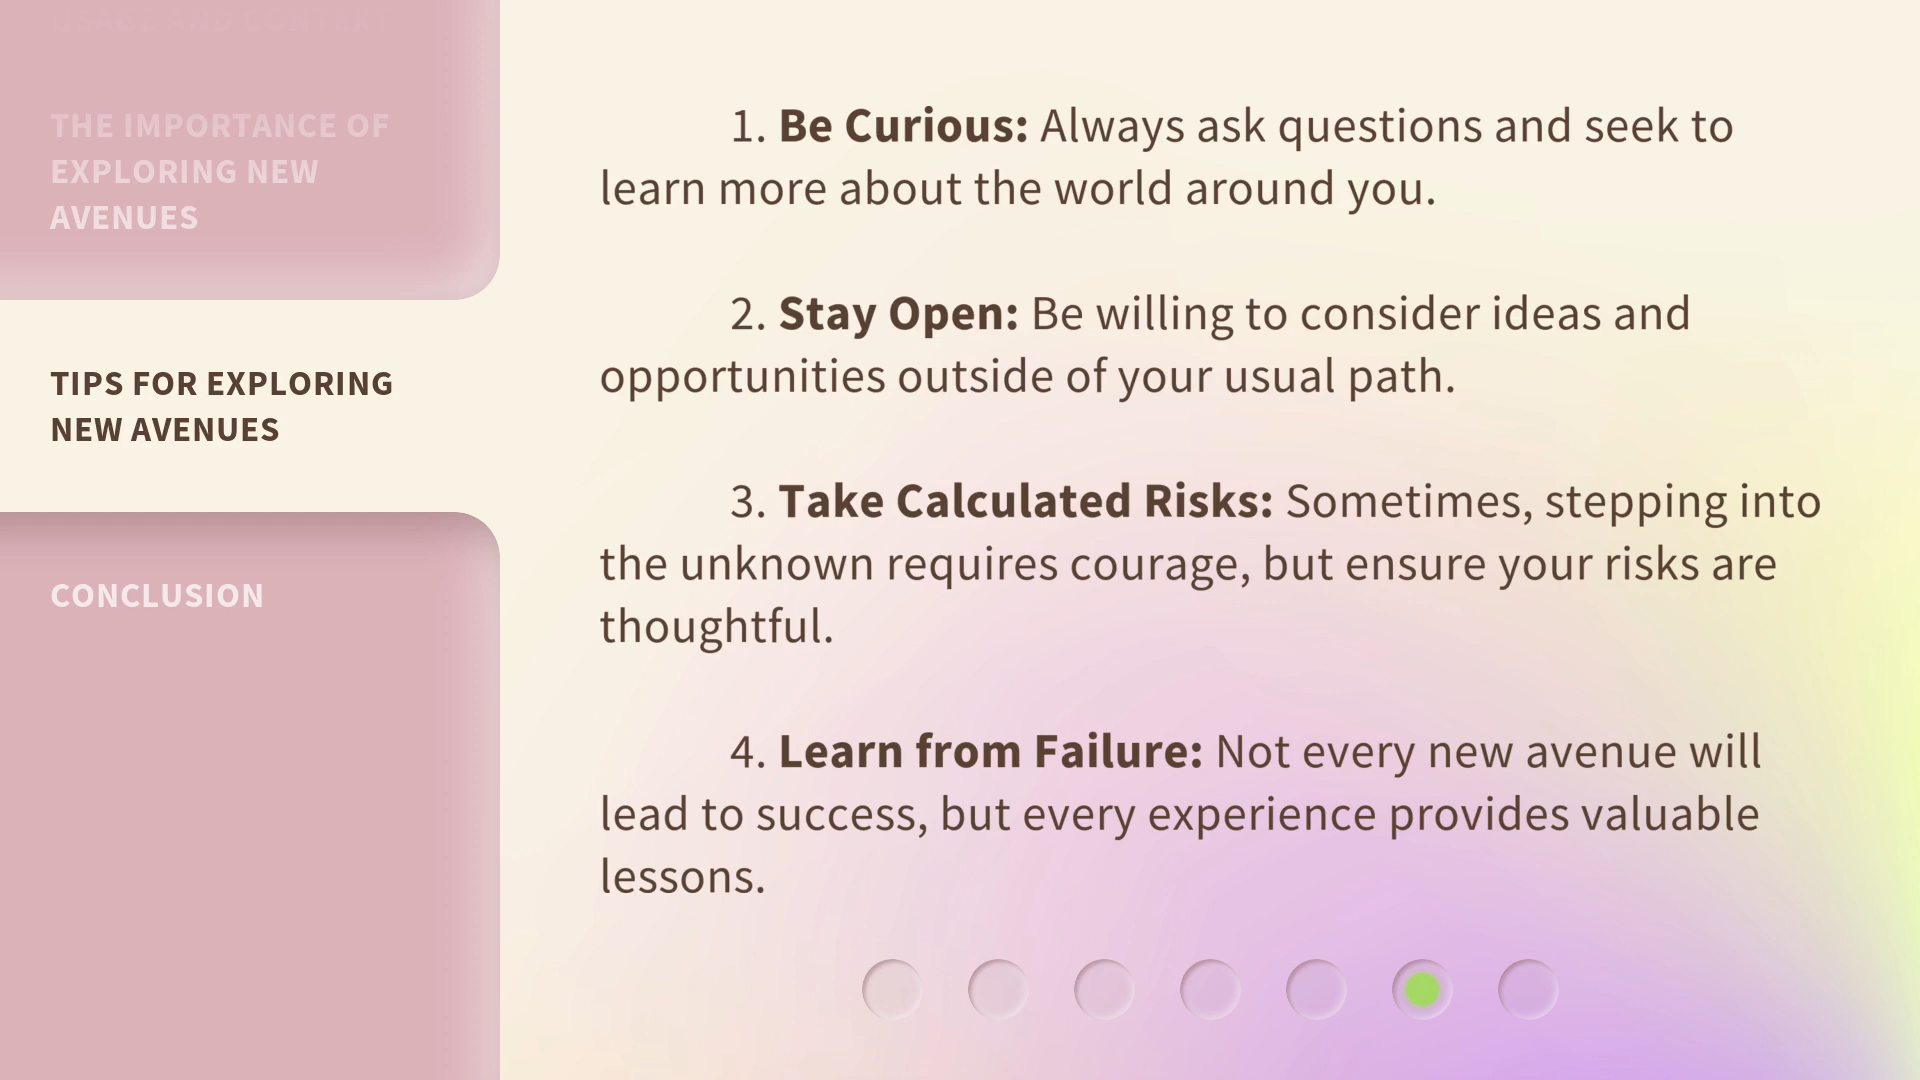 USAGE AND CONTEXT
THE IMPORTANCE OF
EXPLORING NEW
AVENUES
TIPS FOR EXPLORING
NEW AVENUES
CONCLUSION
1. Be Curious: Always ask questions and seek to
learn more about the world around you.
2. Stay Open: Be willing to consider ideas and
opportunities outside of your usual path.
3. Take Calculated Risks: Sometimes, stepping into
the unknown requires courage, but ensure your risks are
thoughtful.
4. Learn from Failure: Not every new avenue will
lead to success, but every experience provides valuable
lessons.